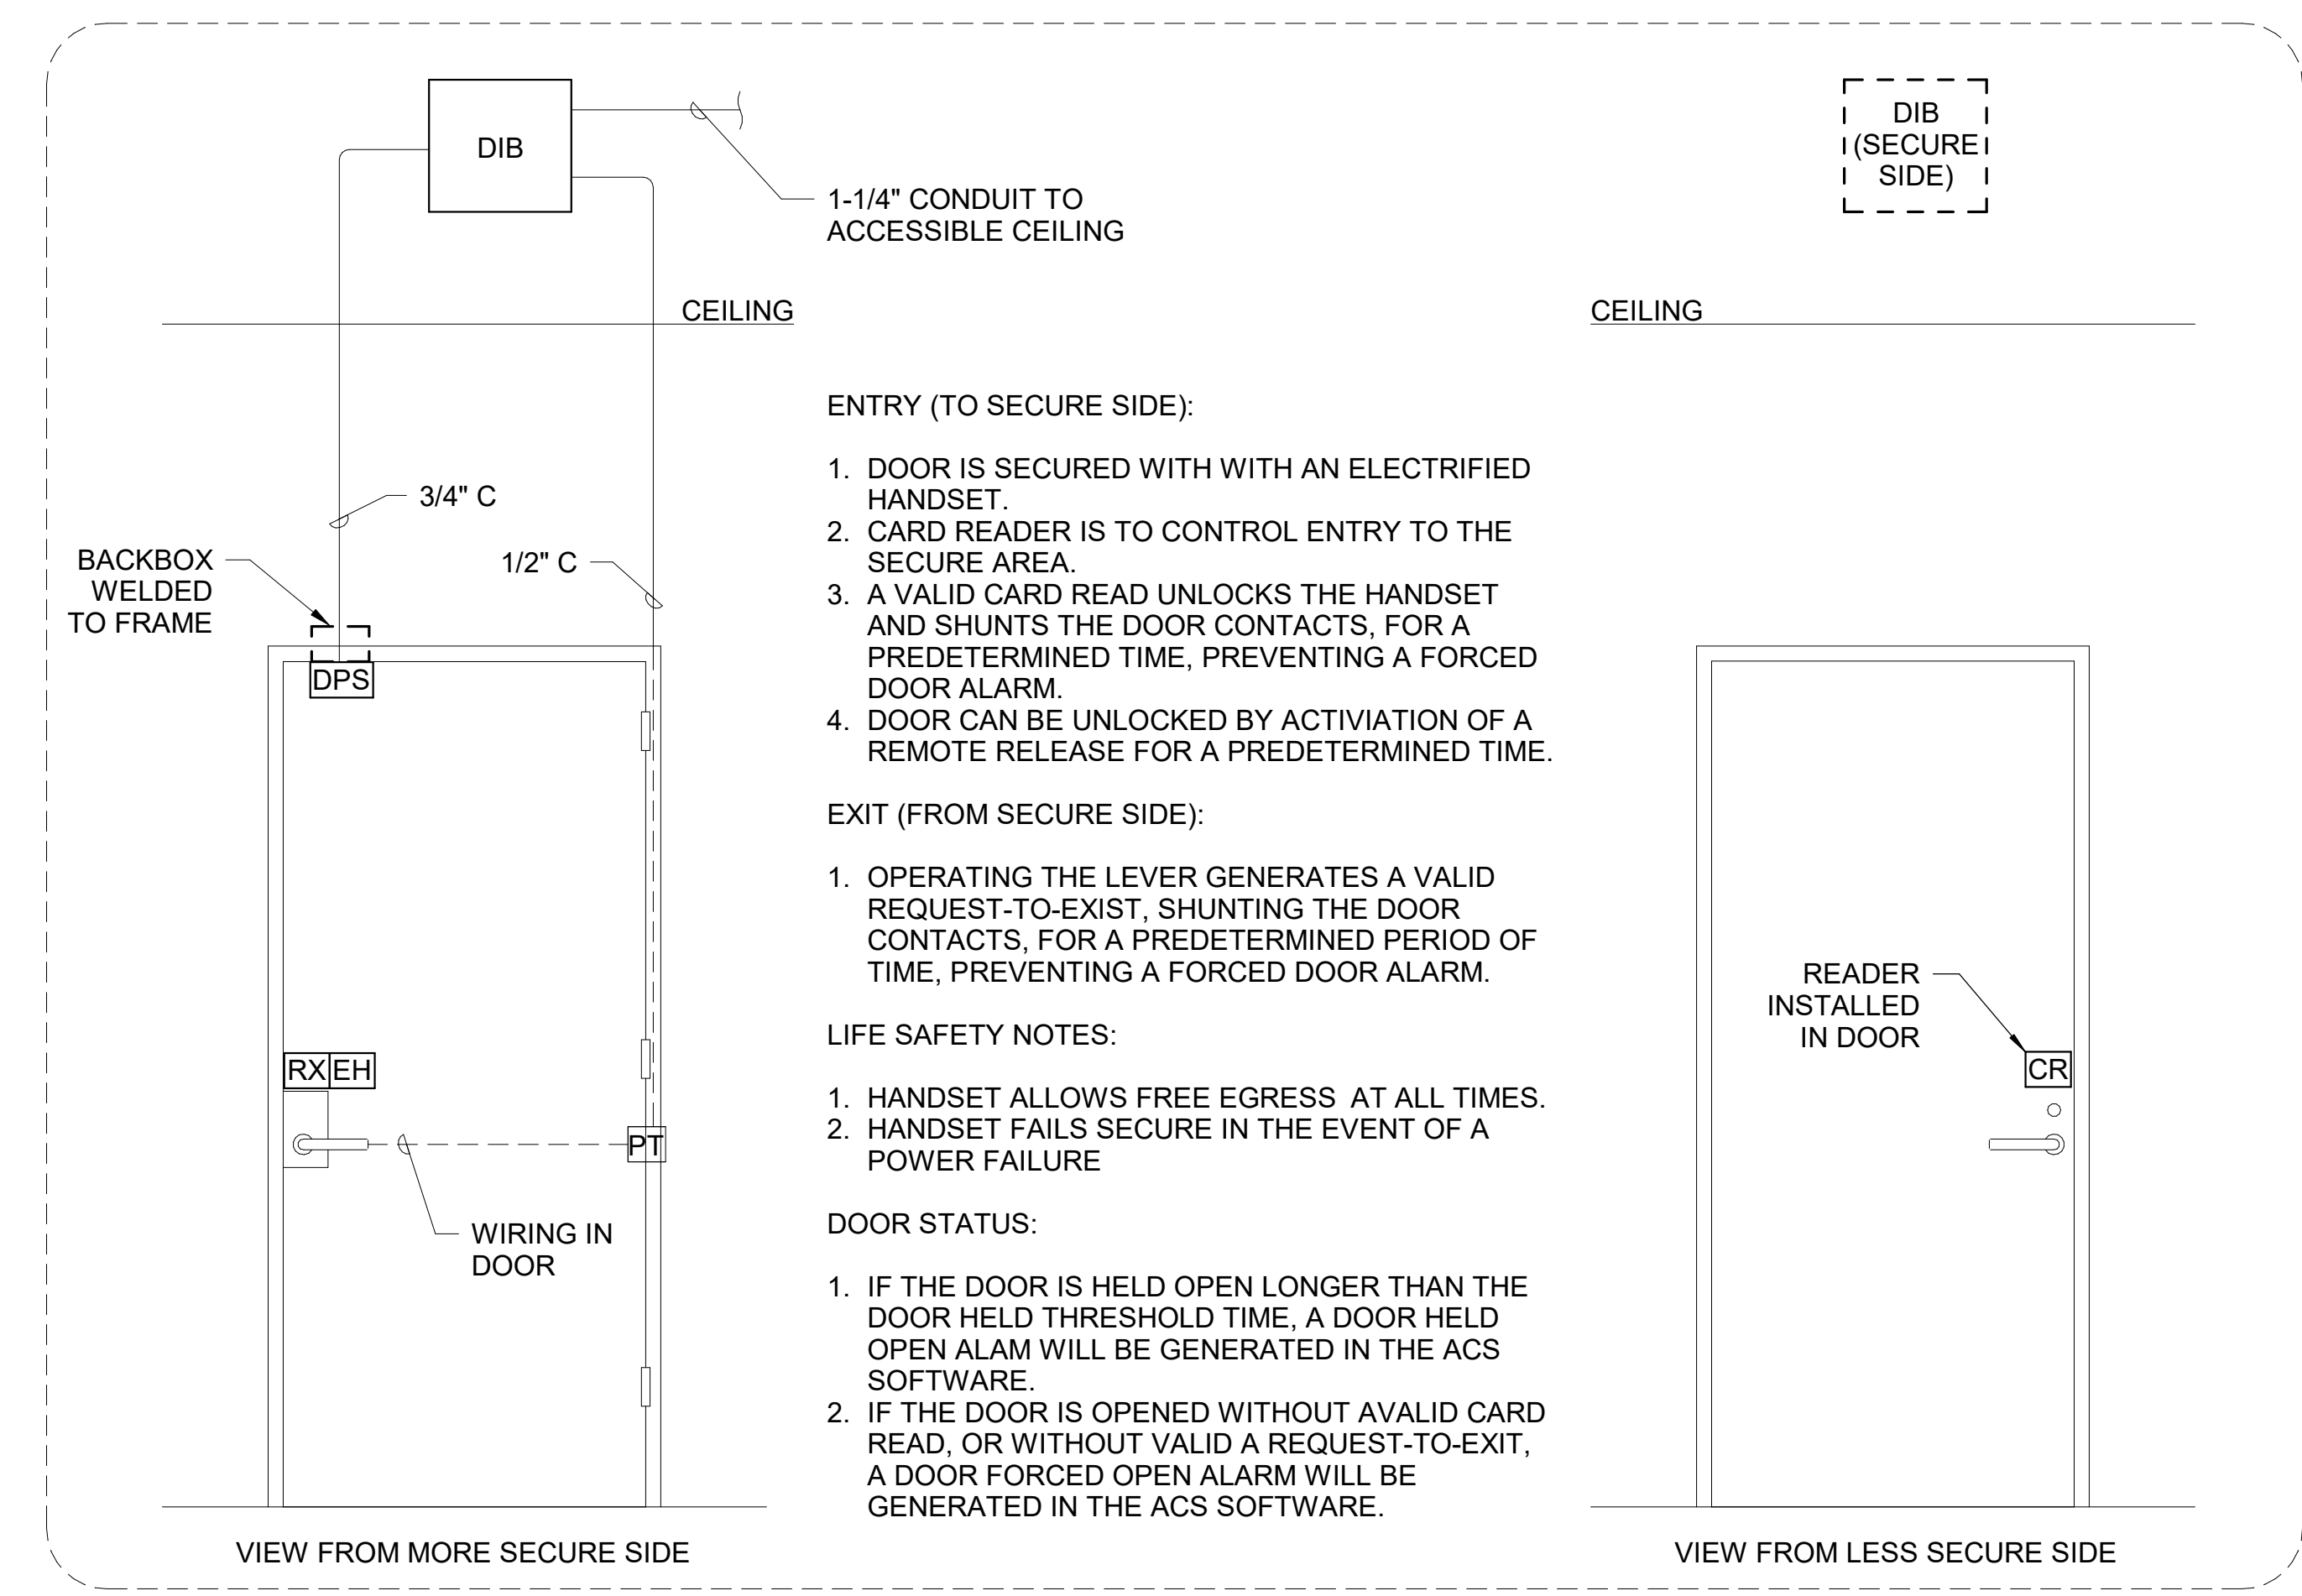 DIB
1-1/4" CONDUIT TO
ACCESSIBLE CEILING
CEILING
3/4" C
BACKBOX
WELDED
TO FRAME
1/2" C
DPS
RX EH
PT
WIRING IN
DOOR
VIEW FROM MORE SECURE SIDE
ENTRY (TO SECURE SIDE):
1. DOOR IS SECURED WITH WITH AN ELECTRIFIED
HANDSET.
2. CARD READER IS TO CONTROL ENTRY TO THE
SECURE AREA.
3. A VALID CARD READ UNLOCKS THE HANDSET
AND SHUNTS THE DOOR CONTACTS, FOR A
PREDETERMINED TIME, PREVENTING A FORCED
DOOR ALARM.
4. DOOR CAN BE UNLOCKED BY ACTIVIATION OF A
REMOTE RELEASE FOR A PREDETERMINED TIME.
EXIT (FROM SECURE SIDE):
1. OPERATING THE LEVER GENERATES A VALID
REQUEST-TO-EXIST, SHUNTING THE DOOR
CONTACTS, FOR A PREDETERMINED PERIOD OF
TIME, PREVENTING A FORCED DOOR ALARM.
LIFE SAFETY NOTES:
1. HANDSET ALLOWS FREE EGRESS AT ALL TIMES.
2. HANDSET FAILS SECURE IN THE EVENT OF A
POWER FAILURE
DOOR STATUS:
1. IF THE DOOR IS HELD OPEN LONGER THAN THE
DOOR HELD THRESHOLD TIME, A DOOR HELD
OPEN ALAM WILL BE GENERATED IN THE ACS
SOFTWARE.
2. IF THE DOOR IS OPENED WITHOUT AVALID CARD
READ, OR WITHOUT VALID A REQUEST-TO-EXIT,
A DOOR FORCED OPEN ALARM WILL BE
GENERATED IN THE ACS SOFTWARE.
DIB
(SECURE
SIDE)
CEILING
READER
INSTALLED
IN DOOR
CR
VIEW FROM LESS SECURE SIDE